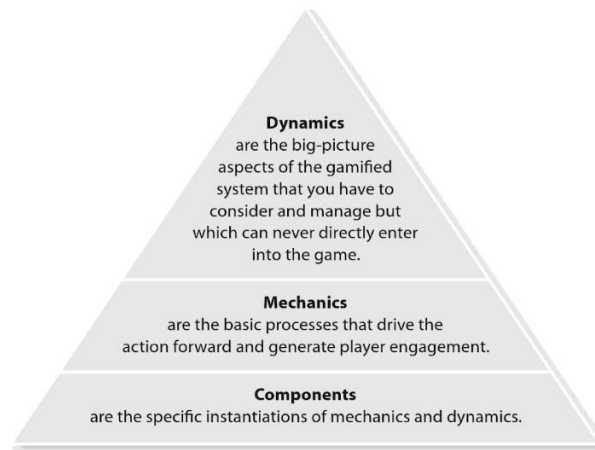 Dynamics
are the big-picture
aspects of the gamified
system that you have to
consider and manage but
which can never directly enter
into the game.
Mechanics
are the basic processes that drive the
action forward and generate player engagement.
Components
are the specific instantiations of mechanics and dynamics.